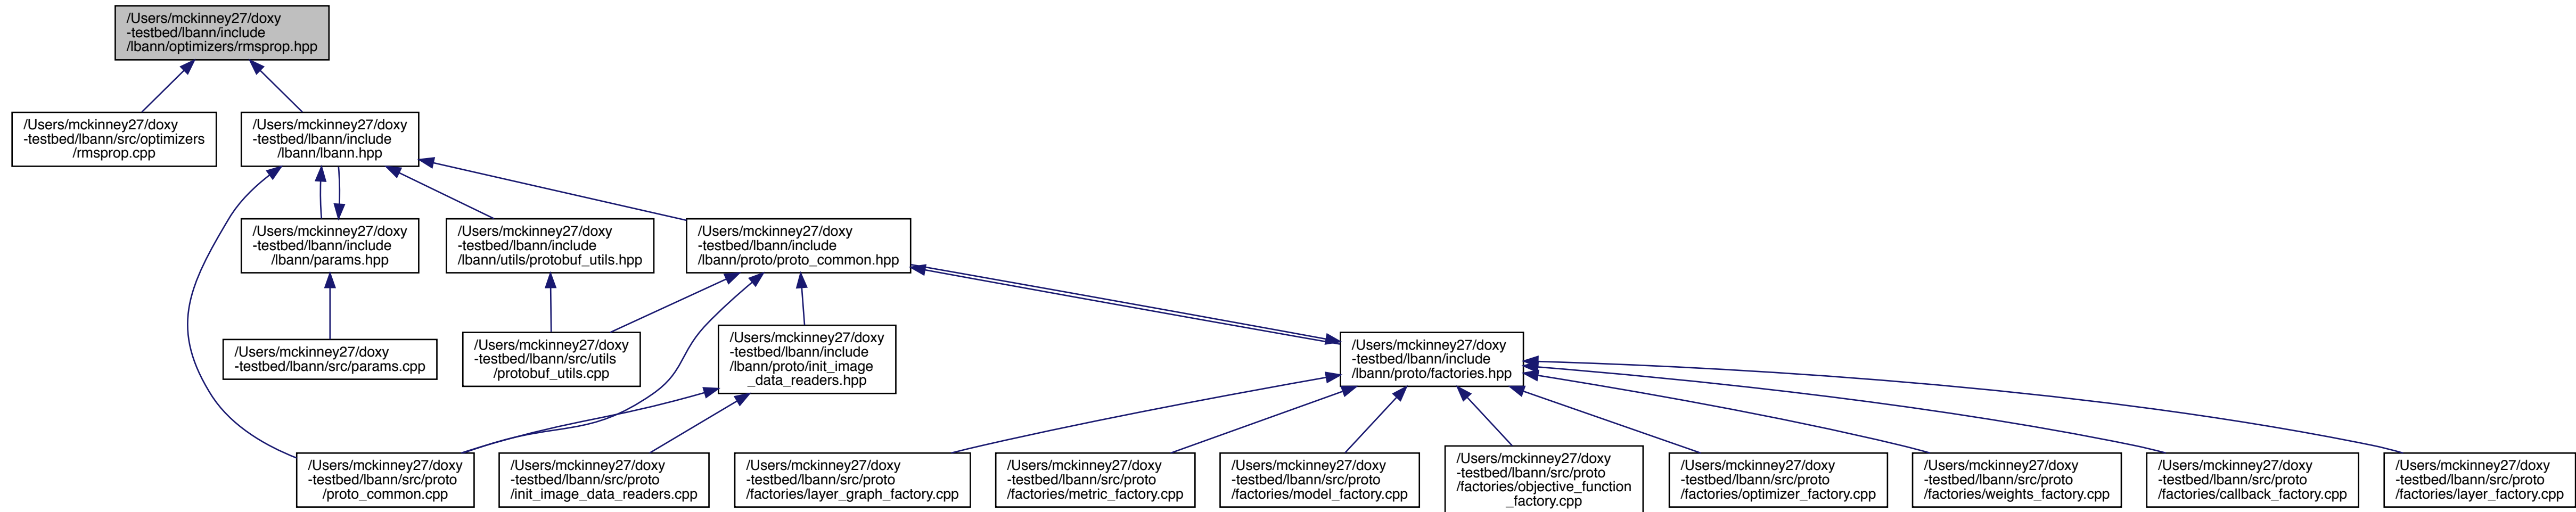 /Users/mckinney27/doxy
-testbed/lbann/include
/lbann/optimizers/rmsprop.hpp
/Users/mckinney27/doxy
-testbed/lbann/src/optimizers
/rmsprop.cpp
/Users/mckinney27/doxy
-testbed/lbann/include
/lbann/lbann.hpp
/Users/mckinney27/doxy
-testbed/lbann/include
/lbann/params.hpp
/Users/mckinney27/doxy
-testbed/lbann/include
/lbann/utils/protobuf_utils.hpp
/Users/mckinney27/doxy
-testbed/lbann/include
/lbann/proto/proto_common.hpp
/Users/mckinney27/doxy
-testbed/lbann/src/params.cpp
/Users/mckinney27/doxy
-testbed/lbann/src/utils
/protobuf_utils.cpp
/Users/mckinney27/doxy
-testbed/lbann/include
/lbann/proto/init_image
_data_readers.hpp
/Users/mckinney27/doxy
-testbed/lbann/include
/lbann/proto/factories.hpp
/Users/mckinney27/doxy
-testbed/lbann/src/proto
/proto_common.cpp
/Users/mckinney27/doxy
-testbed/lbann/src/proto
/init_image_data_readers.cpp
/Users/mckinney27/doxy
-testbed/lbann/src/proto
/factories/layer_graph_factory.cpp
/Users/mckinney27/doxy
-testbed/lbann/src/proto
/factories/metric_factory.cpp
/Users/mckinney27/doxy
-testbed/lbann/src/proto
/factories/model_factory.cpp
/Users/mckinney27/doxy
-testbed/lbann/src/proto
/factories/objective_function
_factory.cpp
/Users/mckinney27/doxy
-testbed/lbann/src/proto
/factories/optimizer_factory.cpp
/Users/mckinney27/doxy
-testbed/lbann/src/proto
/factories/weights_factory.cpp
/Users/mckinney27/doxy
-testbed/lbann/src/proto
/factories/callback_factory.cpp
/Users/mckinney27/doxy
-testbed/lbann/src/proto
/factories/layer_factory.cpp